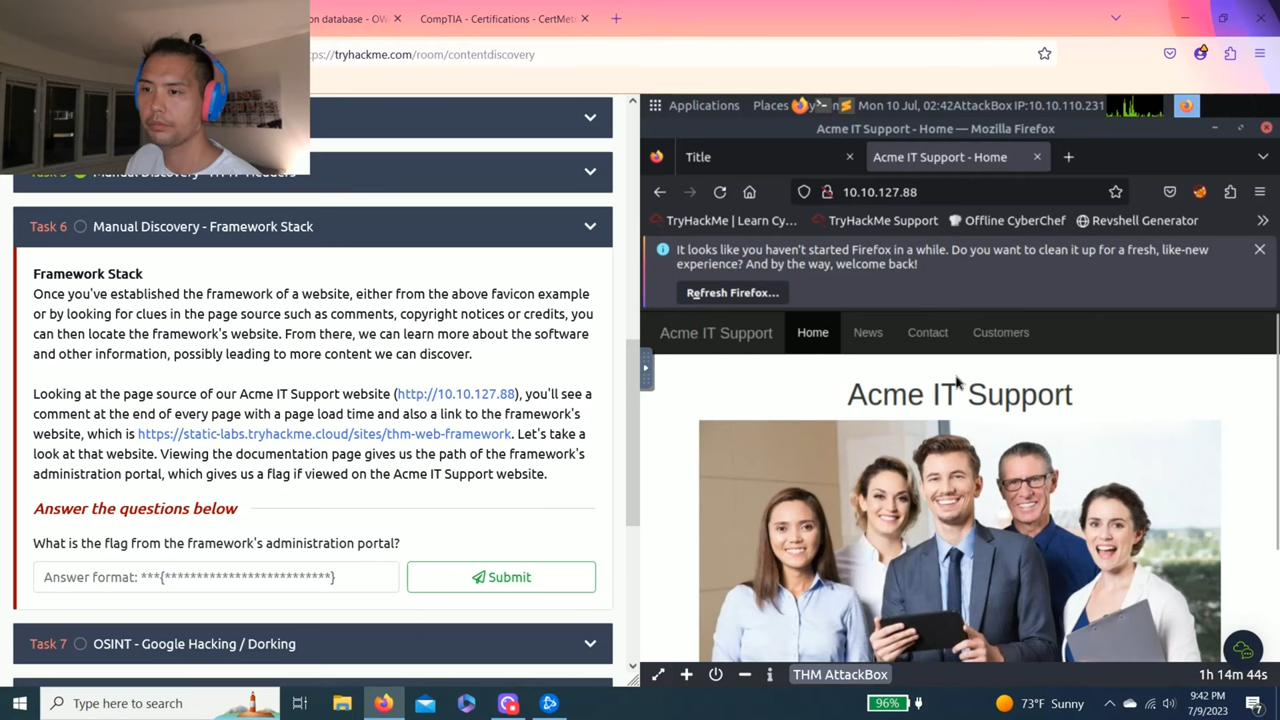 on database - OW
CompTIA - Certifications - CertMet
tryhackme.com/room/contentdiscovery
Applications
Places
Mon 10 Jul, 02:42
AttackBox IP:10.10.110.231
Acme IT Support - Home — Mozilla Firefox
Title
Acme IT Support - Home
10.10.127.88
TryHackMe | Learn Cy...
TryHackMe Support
Offline CyberChef
Revshell Generator
It looks like you haven't started Firefox in a while. Do you want to clean it up for a fresh, like-new
experience? And by the way, welcome back!
Refresh Firefox...
Acme IT Support
Home
News
Contact
Customers
Acme IT Support
Task 6
Manual Discovery - Framework Stack
Framework Stack
Once you've established the framework of a website, either from the above favicon example
or by looking for clues in the page source such as comments, copyright notices or credits, you
can then locate the framework's website. From there, we can learn more about the software
and other information, possibly leading to more content we can discover.
Looking at the page source of our Acme IT Support website (http://10.10.127.88), you'll see a
comment at the end of every page with a page load time and also a link to the framework's
website, which is https://static-labs.tryhackme.cloud/sites/thm-web-framework. Let's take a
look at that website. Viewing the documentation page gives us the path of the framework's
administration portal, which gives us a flag if viewed on the Acme IT Support website.
Answer the questions below
What is the flag from the framework's administration portal?
Answer format: ***{**************************}
Submit
Task 7
OSINT - Google Hacking / Dorking
THM AttackBox
1h 14m 44s
Type here to search
96%
73°F Sunny
9:42 PM
7/9/2023
7